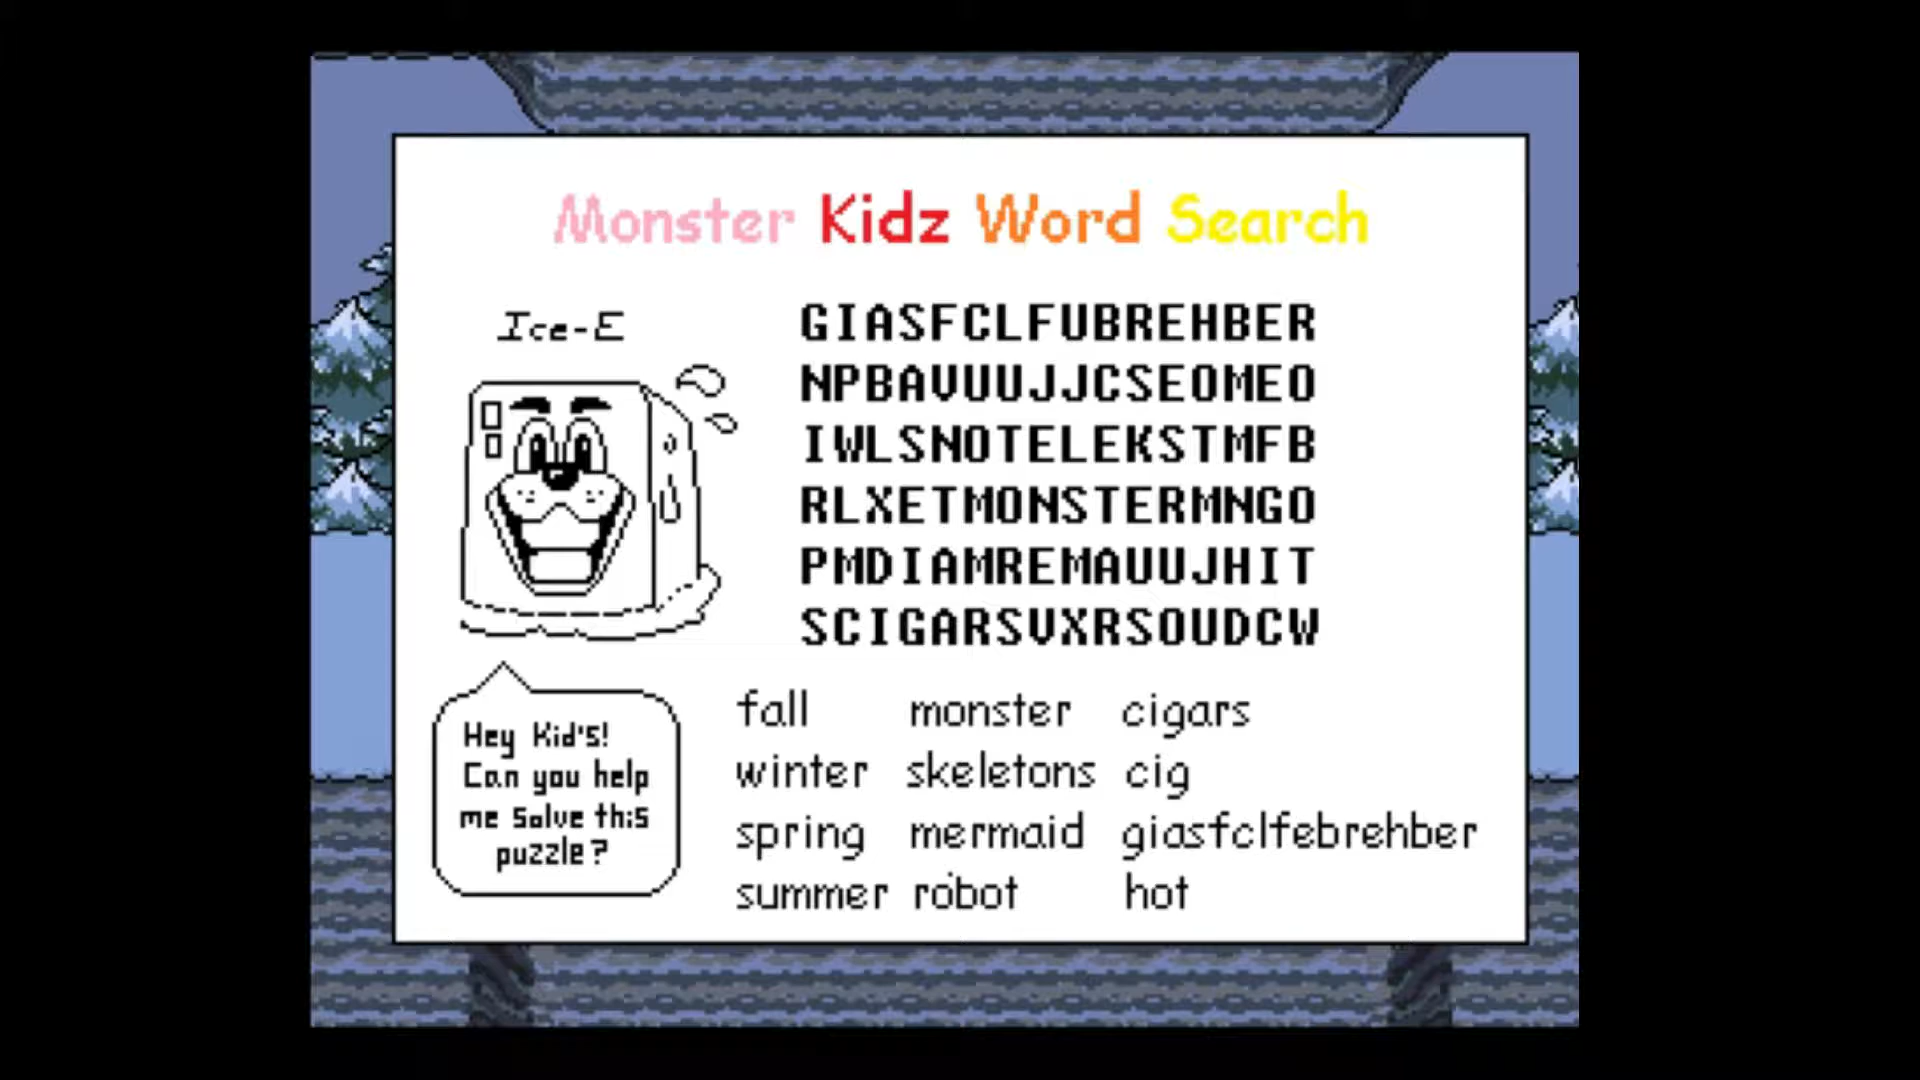 Monster Kidz Word Search
Ice-E
GIASFCLFUBREHBER
NPBAVUUJJCSEOMEO
IWLSNOTELEKSTMFB
RLXETMONSTERMNGO
PMDIAMREMAUUJHIT
SCIGARSVXRSOUDCW
Hey Kid's!
Can you help
me Solve this
puzzle?
fall monster cigars
winter skeletons cig
spring mermaid giasfclfebrehber
summer robot hot